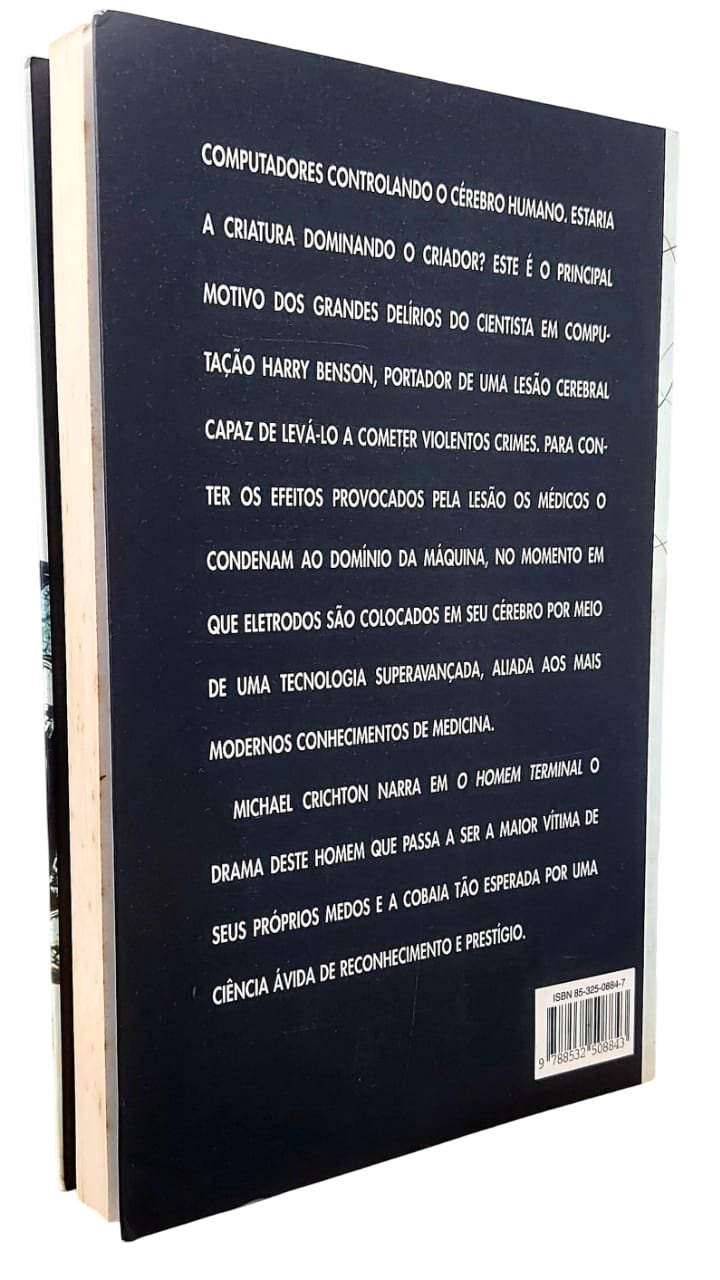 COMPUTADORES CONTROLANDO O CÉREBRO HUMANO. ESTARIA
A CRIATURA DOMINANDO O CRIADOR? ESTE É O PRINCIPAL
MOTIVO DOS GRANDES DELÍRIOS DO CIENTISTA EM COMPU-
TAÇÃO HARRY BENSON, PORTADOR DE UMA LESÃO CEREBRAL
CAPAZ DE LEVÁ-LO A COMETER VIOLENTOS CRIMES. PARA CON-
TER OS EFEITOS PROVOCADOS PELA LESÃO OS MÉDICOS O
CONDENAM AO DOMÍNIO DA MÁQUINA, NO MOMENTO EM
QUE ELETRODOS SÃO COLOCADOS EM SEU CÉREBRO POR MEIO
DE UMA TECNOLOGIA SUPERAVANÇADA, ALIADA AOS MAIS
MODERNOS CONHECIMENTOS DE MEDICINA.
MICHAEL CRICHTON NARRA EM O HOMEM TERMINAL O
DRAMA DESTE HOMEM QUE PASSA A SER A MAIOR VÍTIMA DE
SEUS PRÓPRIOS MEDOS E A COBAIA TÃO ESPERADA POR UMA
CIÊNCIA ÁVIDA DE RECONHECIMENTO E PRESTÍGIO.
ISBN 85-325-0884-7
9 788532 508843